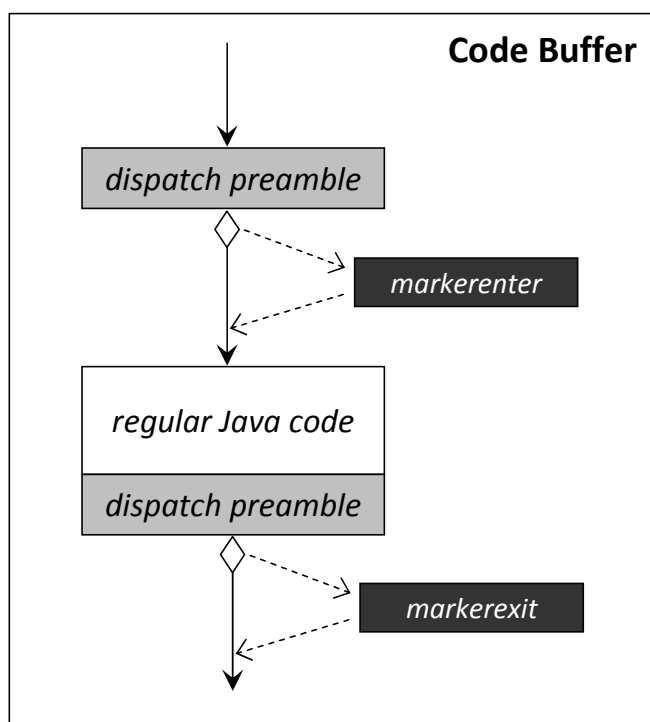 Code Buffer
dispatch preamble
markerenter
regular Java code
dispatch preamble
markerexit